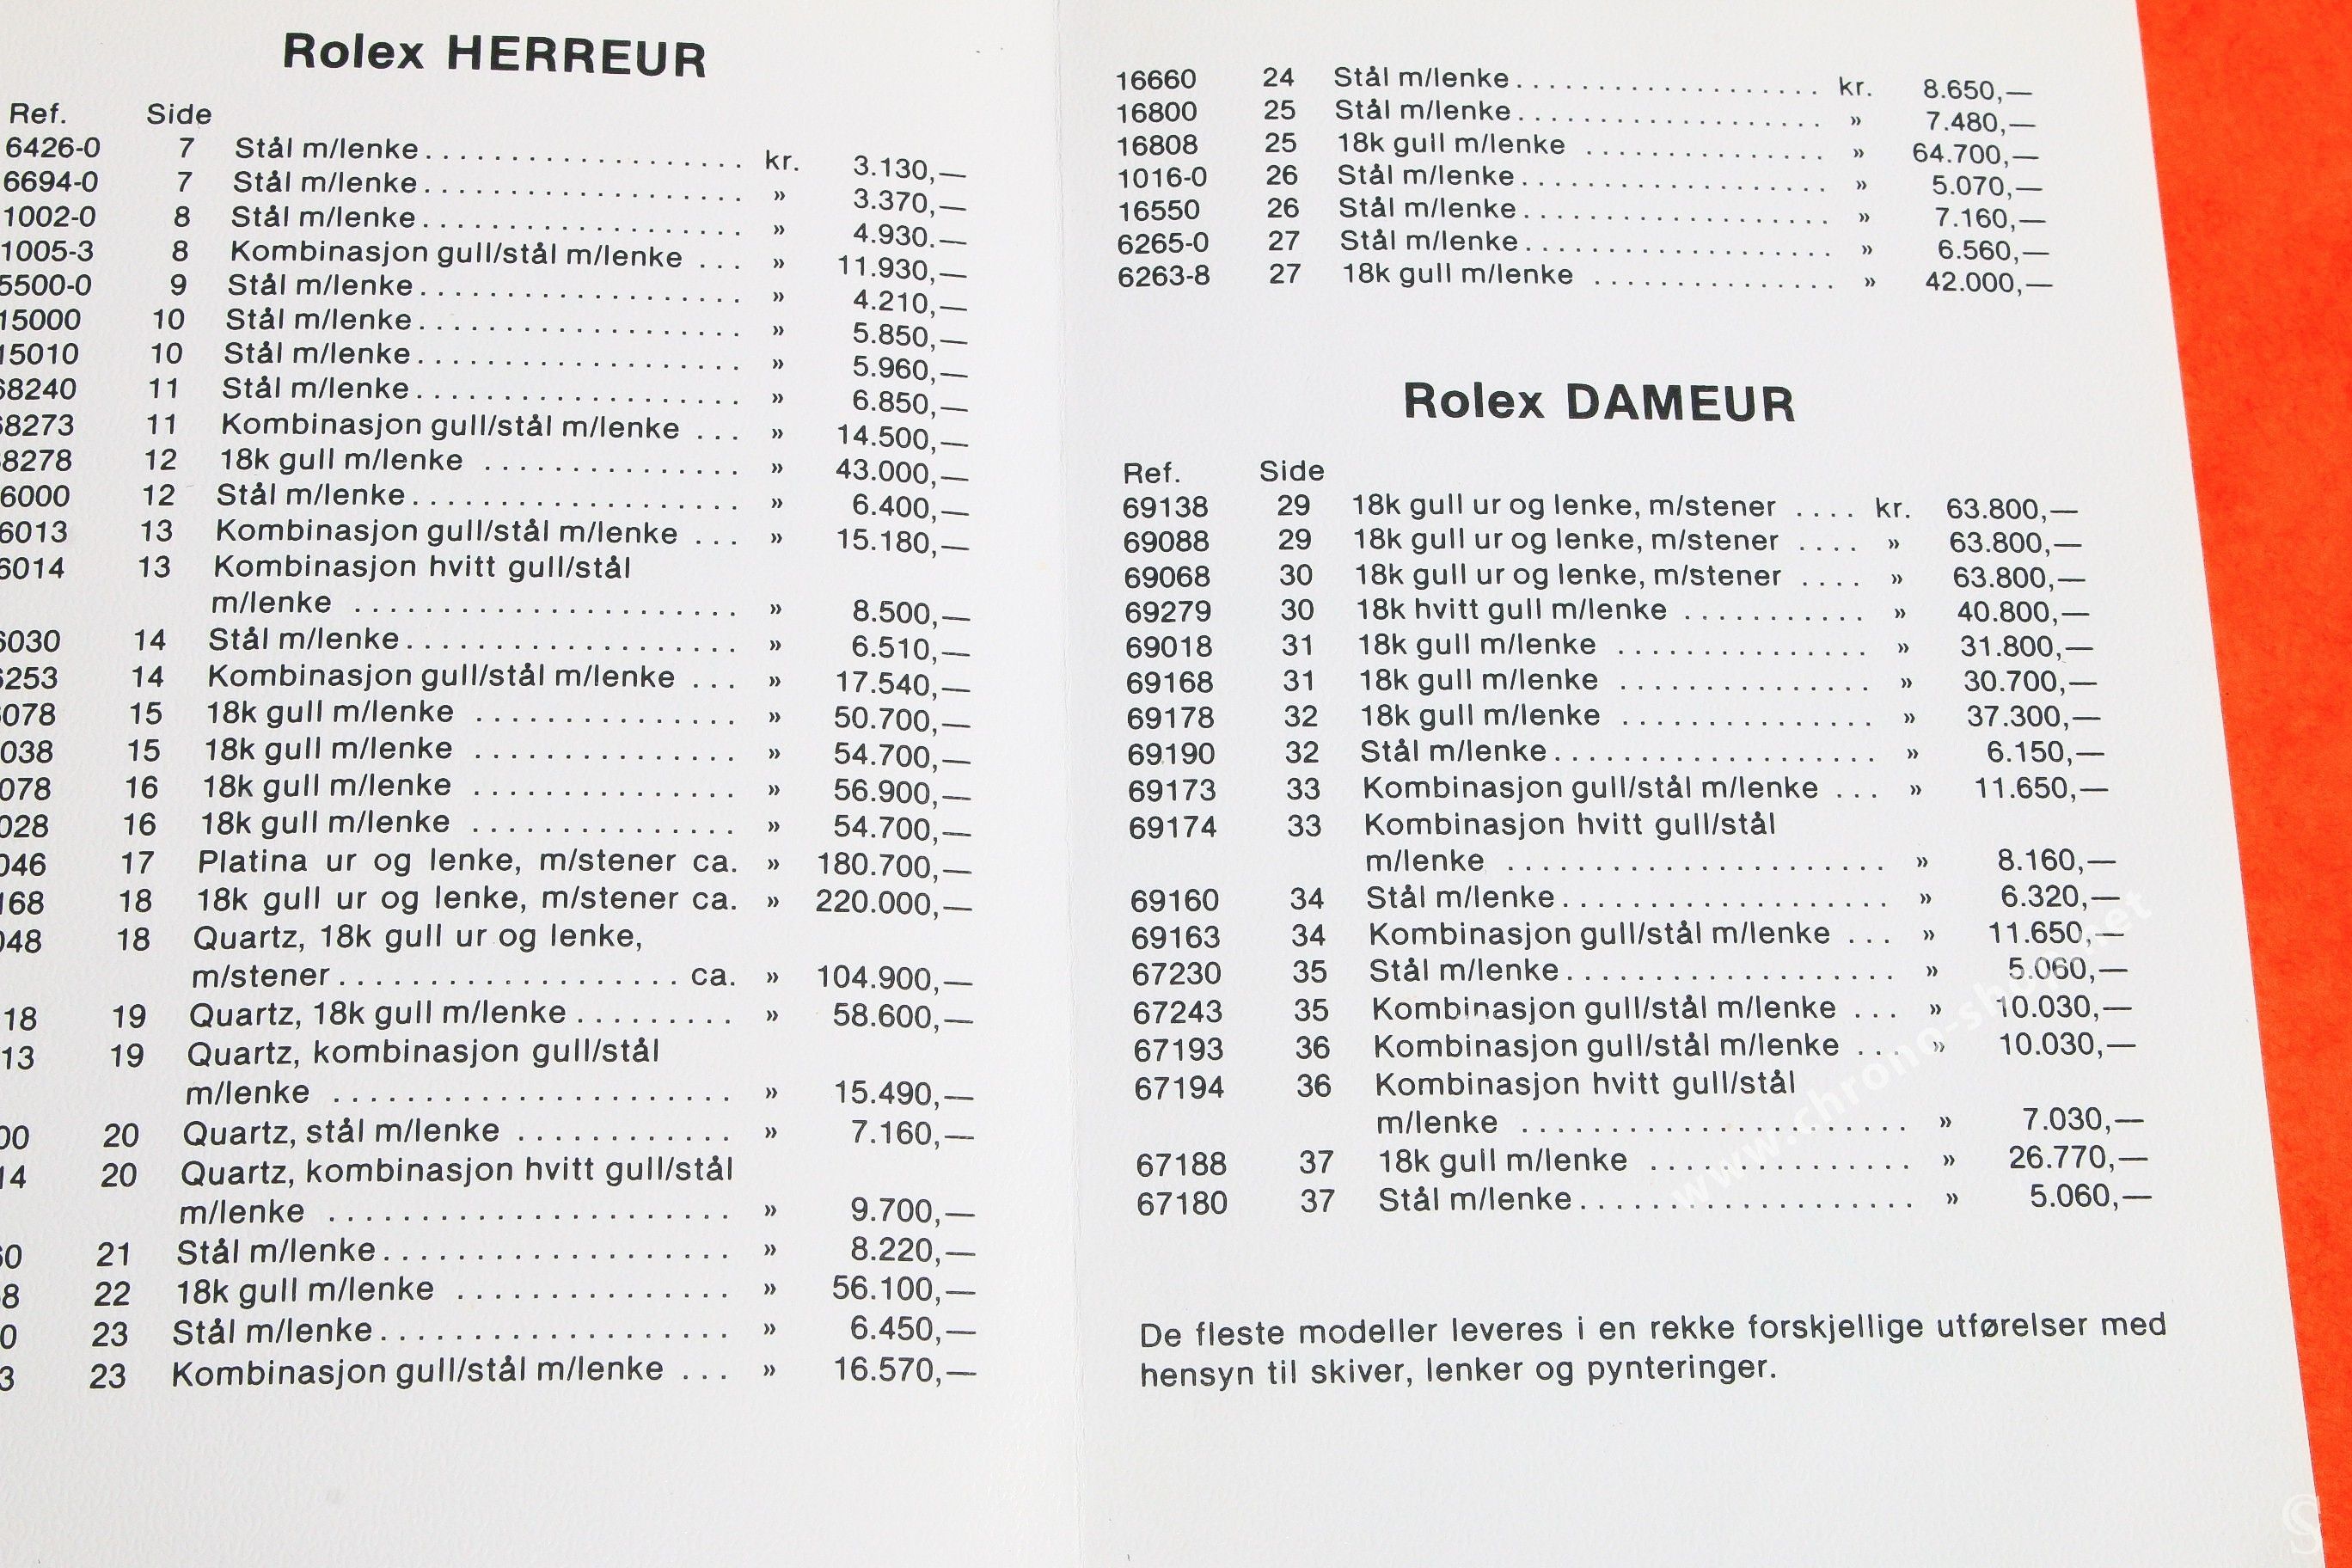 Rolex HERREUR
Ref. Side
6426-0 7 Stål m/lenke.................... kr. 3.130,—
6694-0 7 Stål m/lenke.................... » 3.370,—
1002-0 8 Stål m/lenke.................... » 4.930.—
1005-3 8 Kombinasjon gull/stål m/lenke ... » 11.930,—
5500-0 9 Stål m/lenke.................... » 4.210,—
15000 10 Stål m/lenke.................... » 5.850,—
15010 10 Stål m/lenke.................... » 5.960,—
68240 11 Stål m/lenke.................... » 6.850,—
68273 11 Kombinasjon gull/stål m/lenke ... » 14.500,—
8278 12 18k gull m/lenke ................ » 43.000,—
6000 12 Stål m/lenke.................... » 6.400,—
6013 13 Kombinasjon gull/stål m/lenke ... » 15.180,—
6014 13 Kombinasjon hvitt gull/stål
m/lenke ........................ » 8.500,—
6030 14 Stål m/lenke.................... » 6.510,—
6253 14 Kombinasjon gull/stål m/lenke ... » 17.540,—
078 15 18k gull m/lenke ................ » 50.700,—
038 15 18k gull m/lenke ................ » 54.700,—
078 16 18k gull m/lenke ................ » 56.900,—
028 16 18k gull m/lenke ................ » 54.700,—
046 17 Platina ur og lenke, m/stener ca. » 180.700,—
168 18 18k gull ur og lenke, m/stener ca. » 220.000,—
048 18 Quartz, 18k gull ur og lenke,
m/stener....................... ca. » 104.900,—
18 19 Quartz, 18k gull m/lenke.......... » 58.600,—
13 19 Quartz, kombinasjon gull/stål
m/lenke ........................ » 15.490,—
00 20 Quartz, stål m/lenke .............. » 7.160,—
14 20 Quartz, kombinasjon hvitt gull/stål
m/lenke ........................ » 9.700,—
60 21 Stål m/lenke...................... » 8.220,—
8 22 18k gull m/lenke .................. » 56.100,—
0 23 Stål m/lenke...................... » 6.450,—
3 23 Kombinasjon gull/stål m/lenke ... » 16.570,—
16660 24 Stål m/lenke.................... kr. 8.650,—
16800 25 Stål m/lenke.................... » 7.480,—
16808 25 18k gull m/lenke ................ » 64.700,—
1016-0 26 Stål m/lenke.................... » 5.070,—
16550 26 Stål m/lenke.................... » 7.160,—
6265-0 27 Stål m/lenke.................... » 6.560,—
6263-8 27 18k gull m/lenke ................ » 42.000,—
Rolex DAMEUR
Ref. Side
69138 29 18k gull ur og lenke, m/stener .... kr. 63.800,—
69088 29 18k gull ur og lenke, m/stener .... » 63.800,—
69068 30 18k gull ur og lenke, m/stener .... » 63.800,—
69279 30 18k hvitt gull m/lenke ............ » 40.800,—
69018 31 18k gull m/lenke ................ » 31.800,—
69168 31 18k gull m/lenke ................ » 30.700,—
69178 32 18k gull m/lenke ................ » 37.300,—
69190 32 Stål m/lenke.................... » 6.150,—
69173 33 Kombinasjon gull/stål m/lenke ... » 11.650,—
69174 33 Kombinasjon hvitt gull/stål
m/lenke ........................ » 8.160,—
69160 34 Stål m/lenke.................... » 6.320,—
69163 34 Kombinasjon gull/stål m/lenke ... » 11.650,—
67230 35 Stål m/lenke.................... » 5.060,—
67243 35 Kombinasjon gull/stål m/lenke ... » 10.030,—
67193 36 Kombinasjon gull/stål m/lenke ... » 10.030,—
67194 36 Kombinasjon hvitt gull/stål
m/lenke ........................ » 7.030,—
67188 37 18k gull m/lenke ................ » 26.770,—
67180 37 Stål m/lenke.................... » 5.060,—
De fleste modeller leveres i en rekke forskjellige utførelser med
hensyn til skiver, lenker og pynteringer.
www.chrono-shop.net